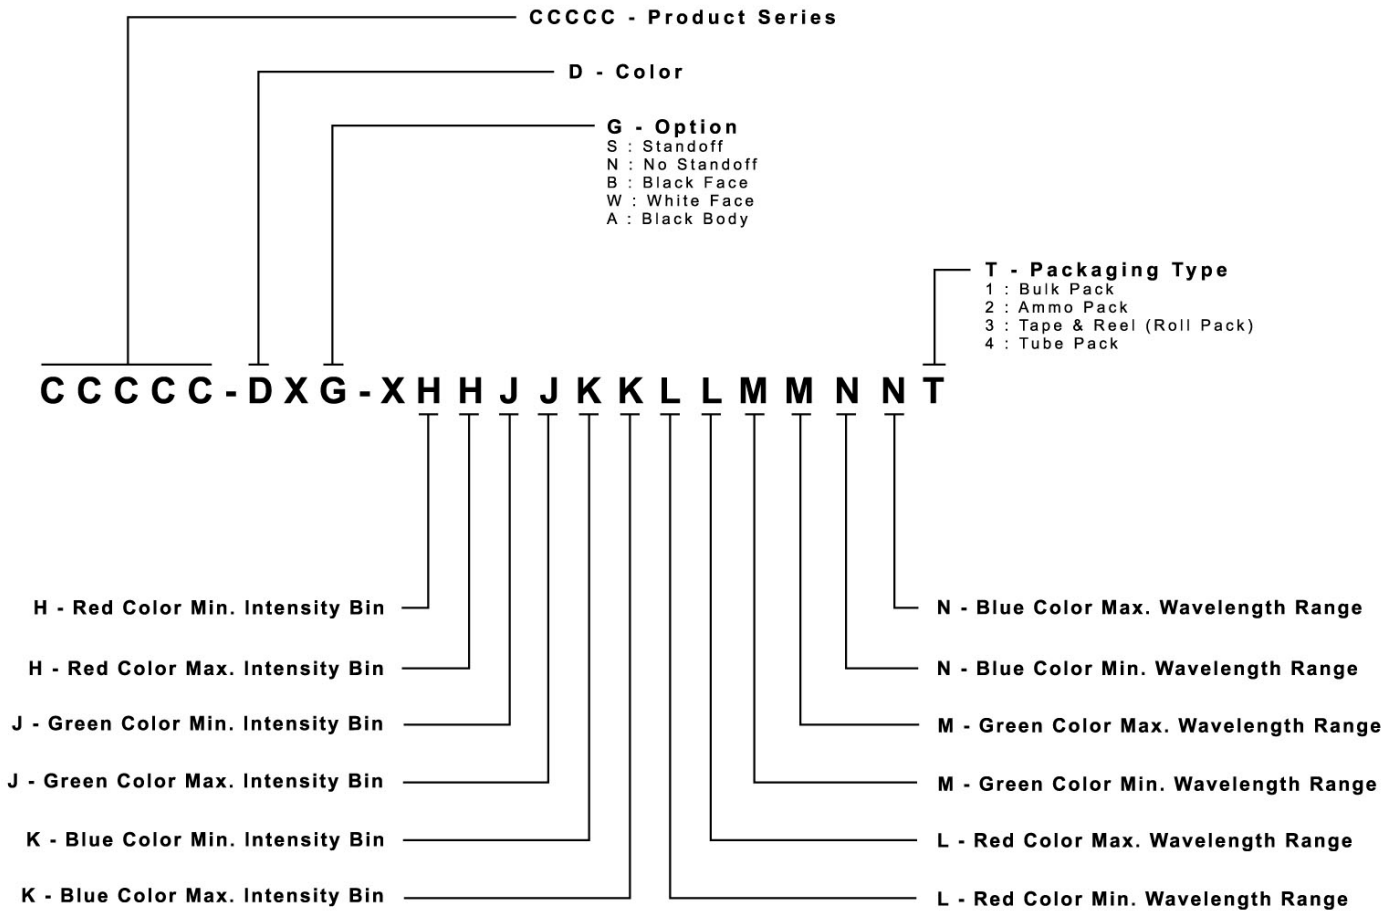 CCCCC - Product Series
D - Color
G - Option
S : Standoff
N : No Standoff
B : Black Face
W : White Face
A : Black Body
T - Packaging Type
1 : Bulk Pack
2 : Ammo Pack
3 : Tape & Reel (Roll Pack)
4 : Tube Pack
CCCCC-DXG-XHHJJKKLLMMNNT
H - Red Color Min. Intensity Bin
N - Blue Color Max. Wavelength Range
H - Red Color Max. Intensity Bin
N - Blue Color Min. Wavelength Range
J - Green Color Min. Intensity Bin
M - Green Color Max. Wavelength Range
J - Green Color Max. Intensity Bin
M - Green Color Min. Wavelength Range
K - Blue Color Min. Intensity Bin
L - Red Color Max. Wavelength Range
K - Blue Color Max. Intensity Bin
L - Red Color Min. Wavelength Range